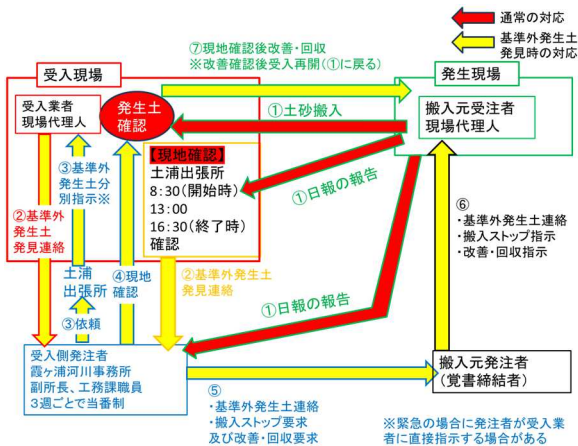 通常の対応
基準外発生土
発見時の対応
⑦現地確認後改善・回収
※改善確認後受入再開（①に戻る）
受入現場
発生現場
受入業者
現場代理人
発生土
確認
①土砂搬入
搬入元受注者
現場代理人
【現地確認】
土浦出張所
8:30（開始時）
13:00
16:30（終了時）
確認
①日報の報告
③基準外
発生土分
別指示※
②基準外
発生土
発見連絡
土浦
出張所
④現地
確認
②基準外発生土
発見連絡
③依頼
①日報の報告
⑥
・基準外発生土連絡
・搬入ストップ指示
・改善・回収指示
受入側発注者
霞ヶ浦河川事務所
副所長、工務課職員
3週ごとで当番制
搬入元発注者
（覚書締結者）
⑤
・基準外発生土連絡
・搬入ストップ要求
及び改善・回収要求
※緊急の場合に発注者が受入業
者に直接指示する場合がある